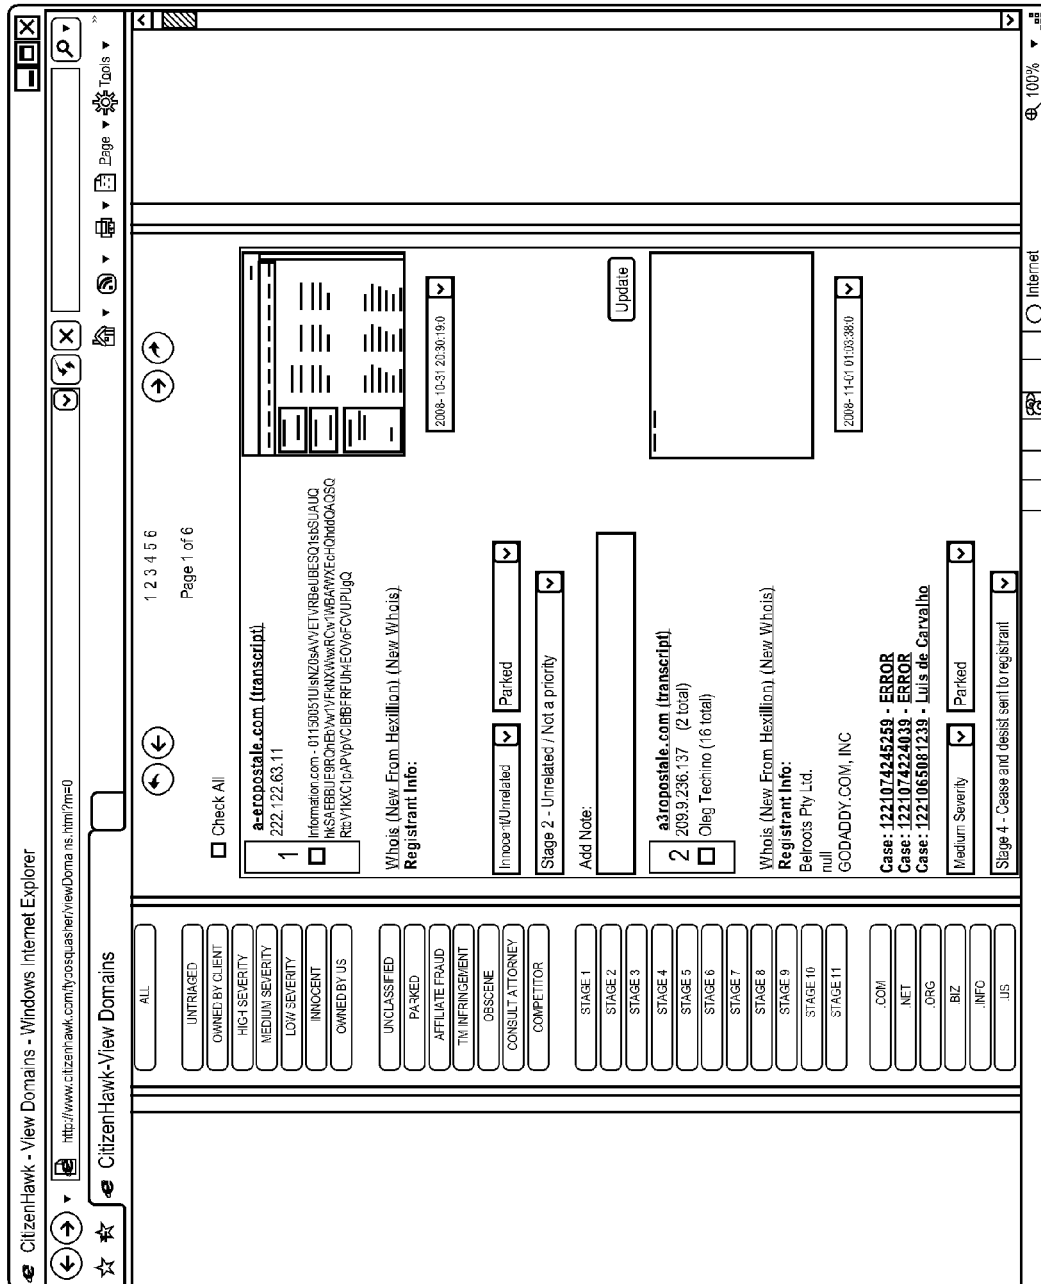 CitizenHawk - View Domains - Windows Internet Explorer
http://www.citizenhawk.com/typosquasher/viewDomains.html?m=0
CitizenHawk-View Domains
Page
Tools
»
ALL
UNTRIAGED
OWNED BY CLIENT
HIGH SEVERITY
MEDIUM SEVERITY
LOW SEVERITY
INNOCENT
OWNED BY US
UNCLASSIFIED
PARKED
AFFILIATE FRAUD
TM INFRINGEMENT
OBSCENE
CONSULT ATTORNEY
COMPETITOR
STAGE 1
STAGE 2
STAGE 3
STAGE 4
STAGE 5
STAGE 6
STAGE 7
STAGE 8
STAGE 9
STAGE 10
STAGE 11
.COM
.NET
.ORG
.BIZ
.INFO
.US
1 2 3 4 5 6
Page 1 of 6
Check All
1
a-eropostale.com (transcript)
222.122.63.11
Whois (New From Hexillion) (New Whois)
Registrant Info:
2008-10-31 20:30:19:0
Innocent/Unrelated
Parked
Stage 2 - Unrelated / Not a priority
Add Note:
Update
2
a3ropostale.com (transcript)
209.9.236.137 (2 total)
Oleg Techino (16 total)
Whois (New From Hexillion) (New Whois)
Registrant Info:
Belroots Pty Ltd.
null
GODADDY.COM, INC
2008-11-01 01:03:38:0
Case: 1221074245259 - ERROR
Case: 1221074224039 - ERROR
Case: 1221065081239 - Luis de Carvalho
Medium Severity
Parked
Stage 4 - Cease and desist sent to registrant
Internet
100%